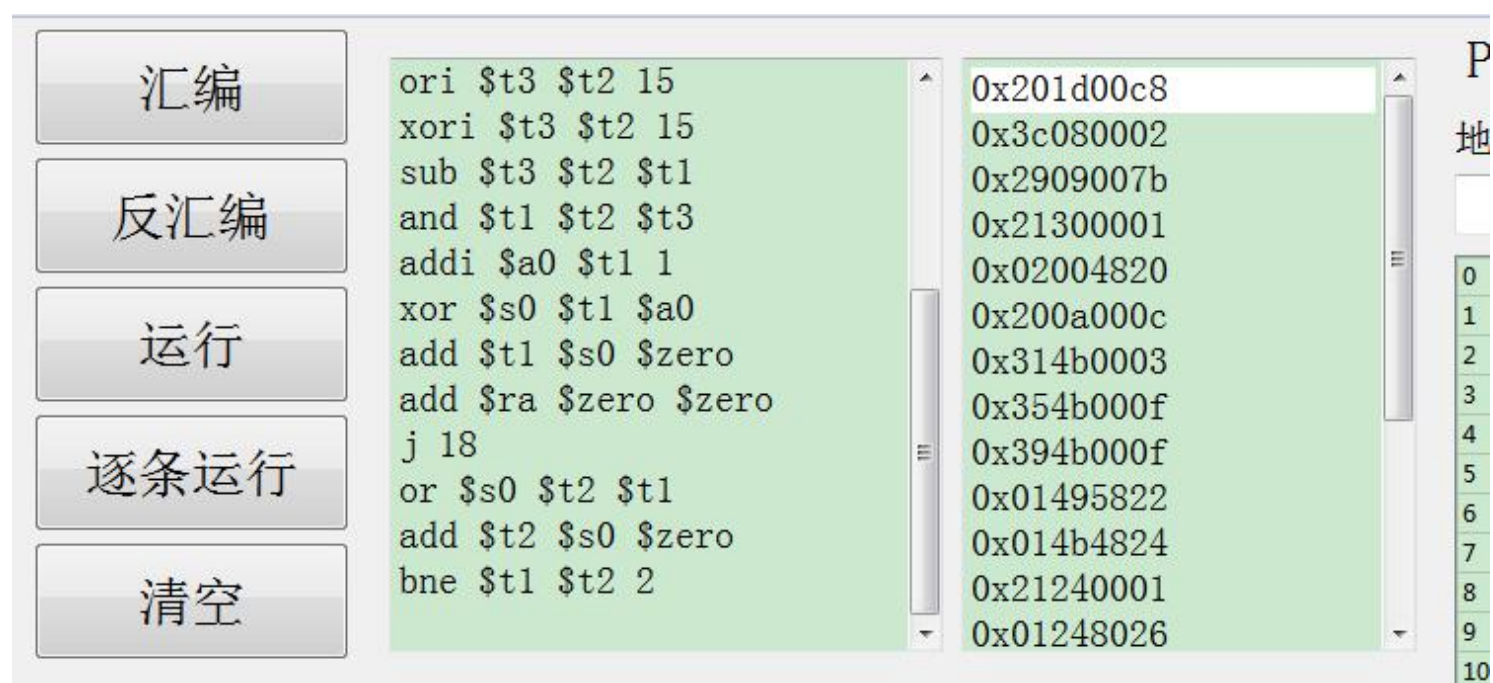 汇编
反汇编
运行
逐条运行
清空
ori $t3 $t2 15
xori $t3 $t2 15
sub $t3 $t2 $t1
and $t1 $t2 $t3
addi $a0 $t1 1
xor $s0 $t1 $a0
add $t1 $s0 $zero
add $ra $zero $zero
j 18
or $s0 $t2 $t1
add $t2 $s0 $zero
bne $t1 $t2 2
0x201d00c8
0x3c080002
0x2909007b
0x21300001
0x02004820
0x200a000c
0x314b0003
0x354b000f
0x394b000f
0x01495822
0x014b4824
0x21240001
0x01248026
P
地
0
1
2
3
4
5
6
7
8
9
10